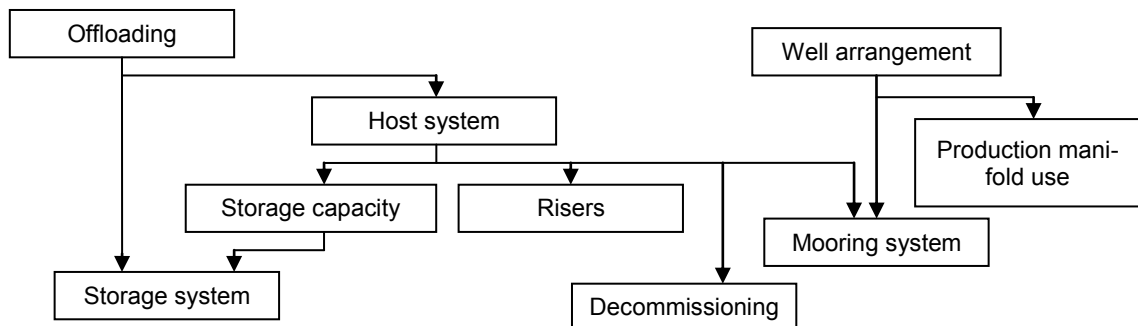 Offloading
Well arrangement
Host system
Production mani-
fold use
Storage capacity
Risers
Mooring system
Storage system
Decommissioning